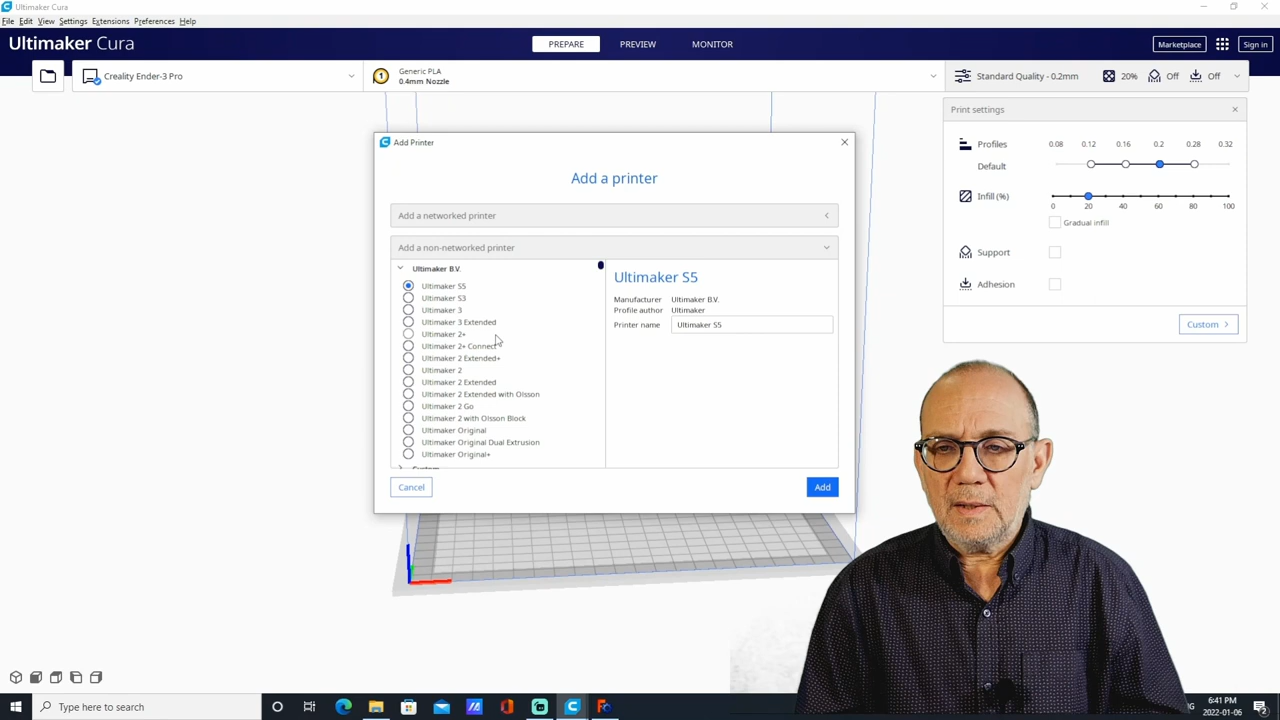 Ultimaker Cura
File Edit View Settings Extensions Preferences Help
Ultimaker Cura
PREPARE PREVIEW MONITOR
Marketplace Sign in
Creality Ender-3 Pro
Generic PLA
0.4mm Nozzle
Standard Quality - 0.2mm 20% Off Off
Print settings
Profiles 0.08 0.12 0.16 0.2 0.28 0.32
Default
Infill (%)
0 20 40 60 80 100
Gradual infill
Support
Adhesion
Custom
Add Printer
Add a printer
Add a networked printer
Add a non-networked printer
Ultimaker B.V.
Ultimaker S5
Ultimaker S3
Ultimaker 3
Ultimaker 3 Extended
Ultimaker 2+
Ultimaker 2+ Connect
Ultimaker 2 Extended+
Ultimaker 2
Ultimaker 2 Extended
Ultimaker 2 Extended with Olsson
Ultimaker 2 Go
Ultimaker 2 with Olsson Block
Ultimaker Original
Ultimaker Original Dual Extrusion
Ultimaker Original+
Ultimaker S5
Manufacturer Ultimaker B.V.
Profile author Ultimaker
Printer name Ultimaker S5
Cancel Add
Type here to search
6:41 PM
2022-01-06
2